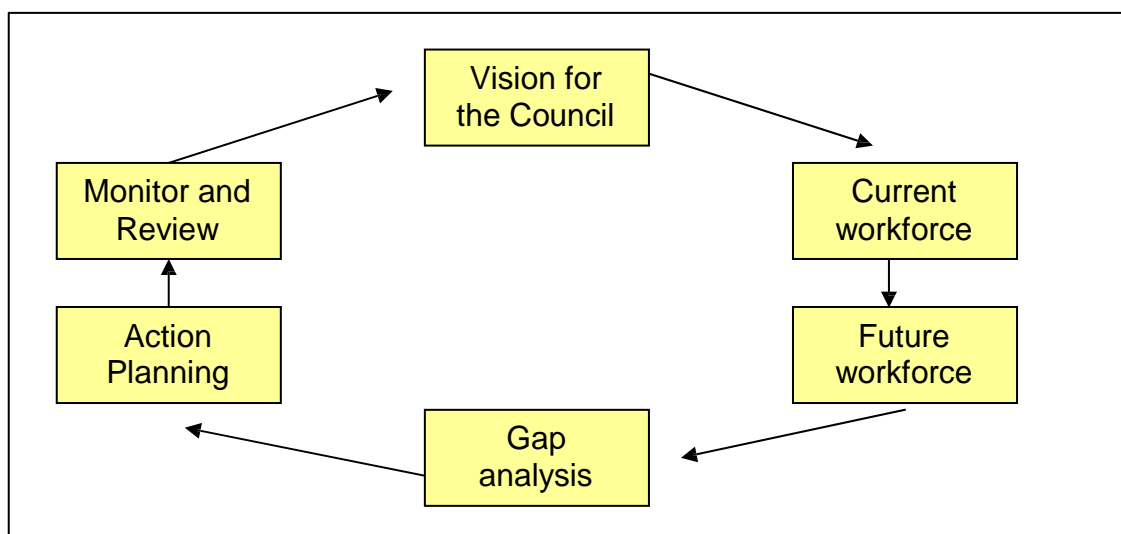 Vision for
the Council
Monitor and
Review
Current
workforce
Action
Planning
Future
workforce
Gap
analysis